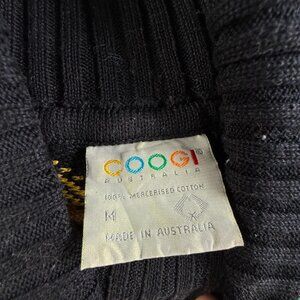 COOGI®
AUSTRALIA
100% MERCERISED COTTON
M
MADE IN AUSTRALIA